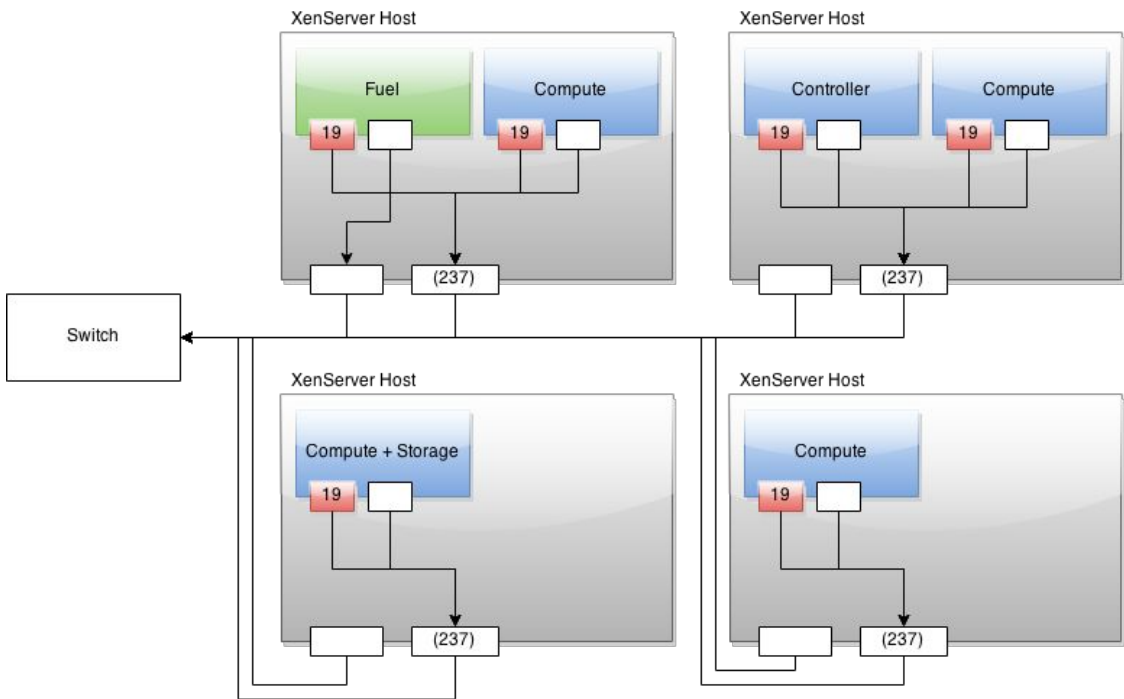 XenServer Host
XenServer Host
Fuel
Compute
Controller
Compute
19
19
19
19
(237)
(237)
Switch
XenServer Host
XenServer Host
Compute + Storage
Compute
19
19
(237)
(237)